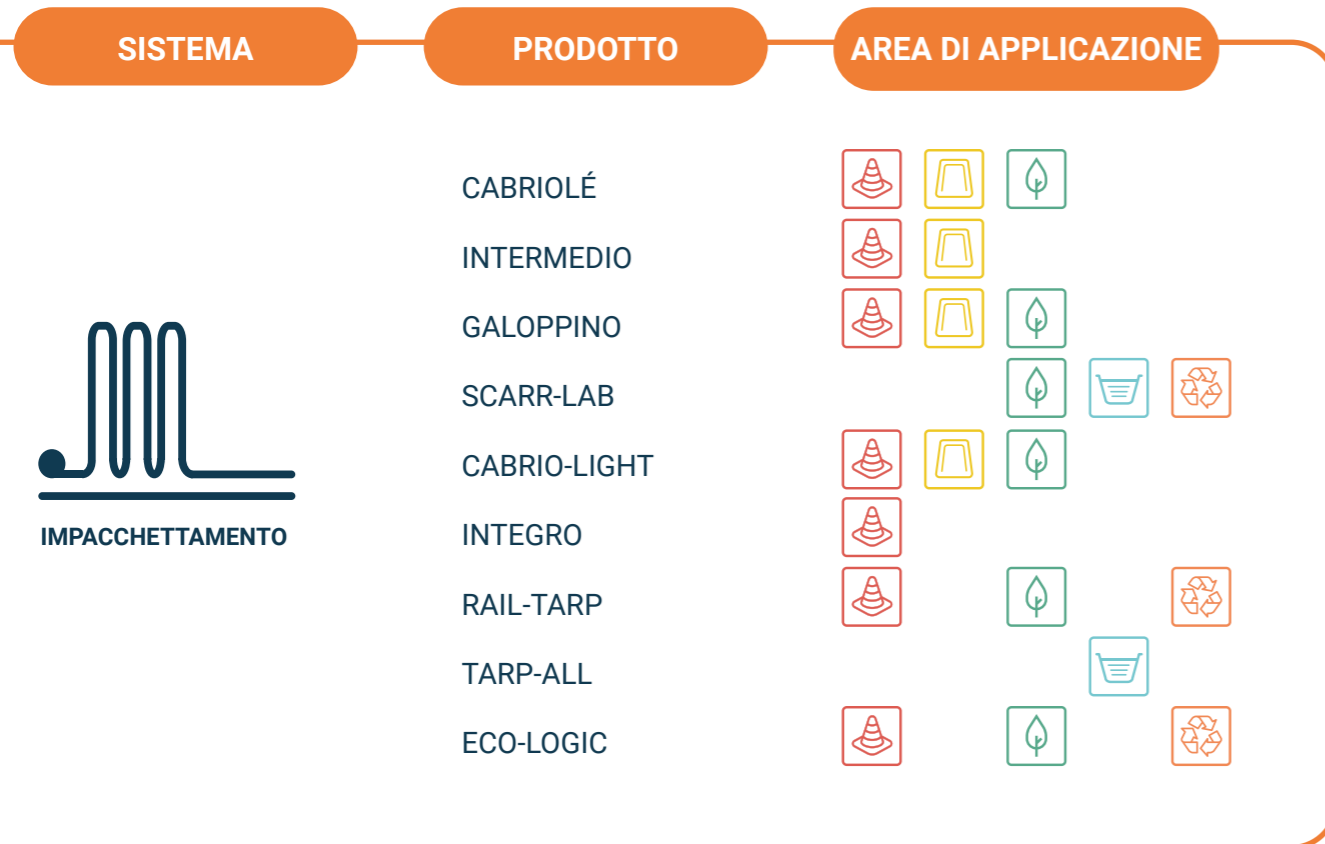 SISTEMA
PRODOTTO
AREA DI APPLICAZIONE
CABRIOLÉ
INTERMEDIO
GALOPPINO
SCARR-LAB
CABRIO-LIGHT
INTEGRO
RAIL-TARP
TARP-ALL
ECO-LOGIC
IMPACCHETTAMENTO